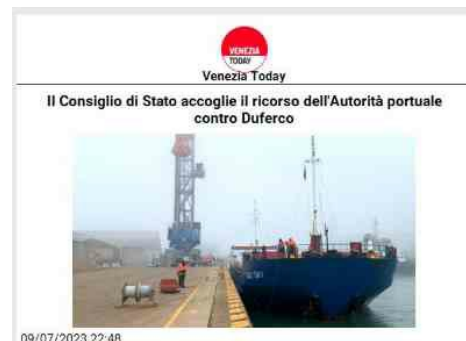 VENEZIA
TODAY
Venezia Today
Il Consiglio di Stato accoglie il ricorso dell'Autorità portuale
contro Duferco
09/07/2023 22:48